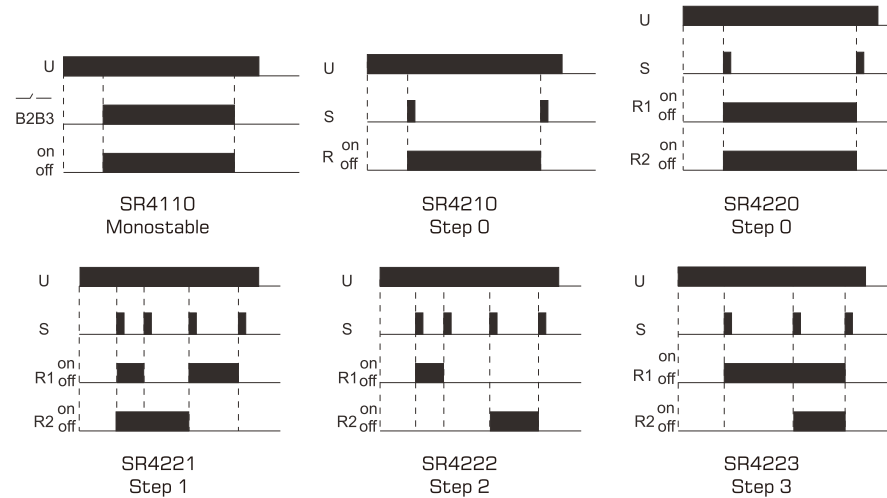 U
B2B3
on
off
SR4110
Monostable
U
S
R on
off
SR4210
Step 0
U
S
R1 on
off
R2 on
off
SR4220
Step 0
U
S
R1 on
off
R2 on
off
SR4221
Step 1
U
S
R1 on
off
R2 on
off
SR4222
Step 2
U
S
R1 on
off
R2 on
off
SR4223
Step 3